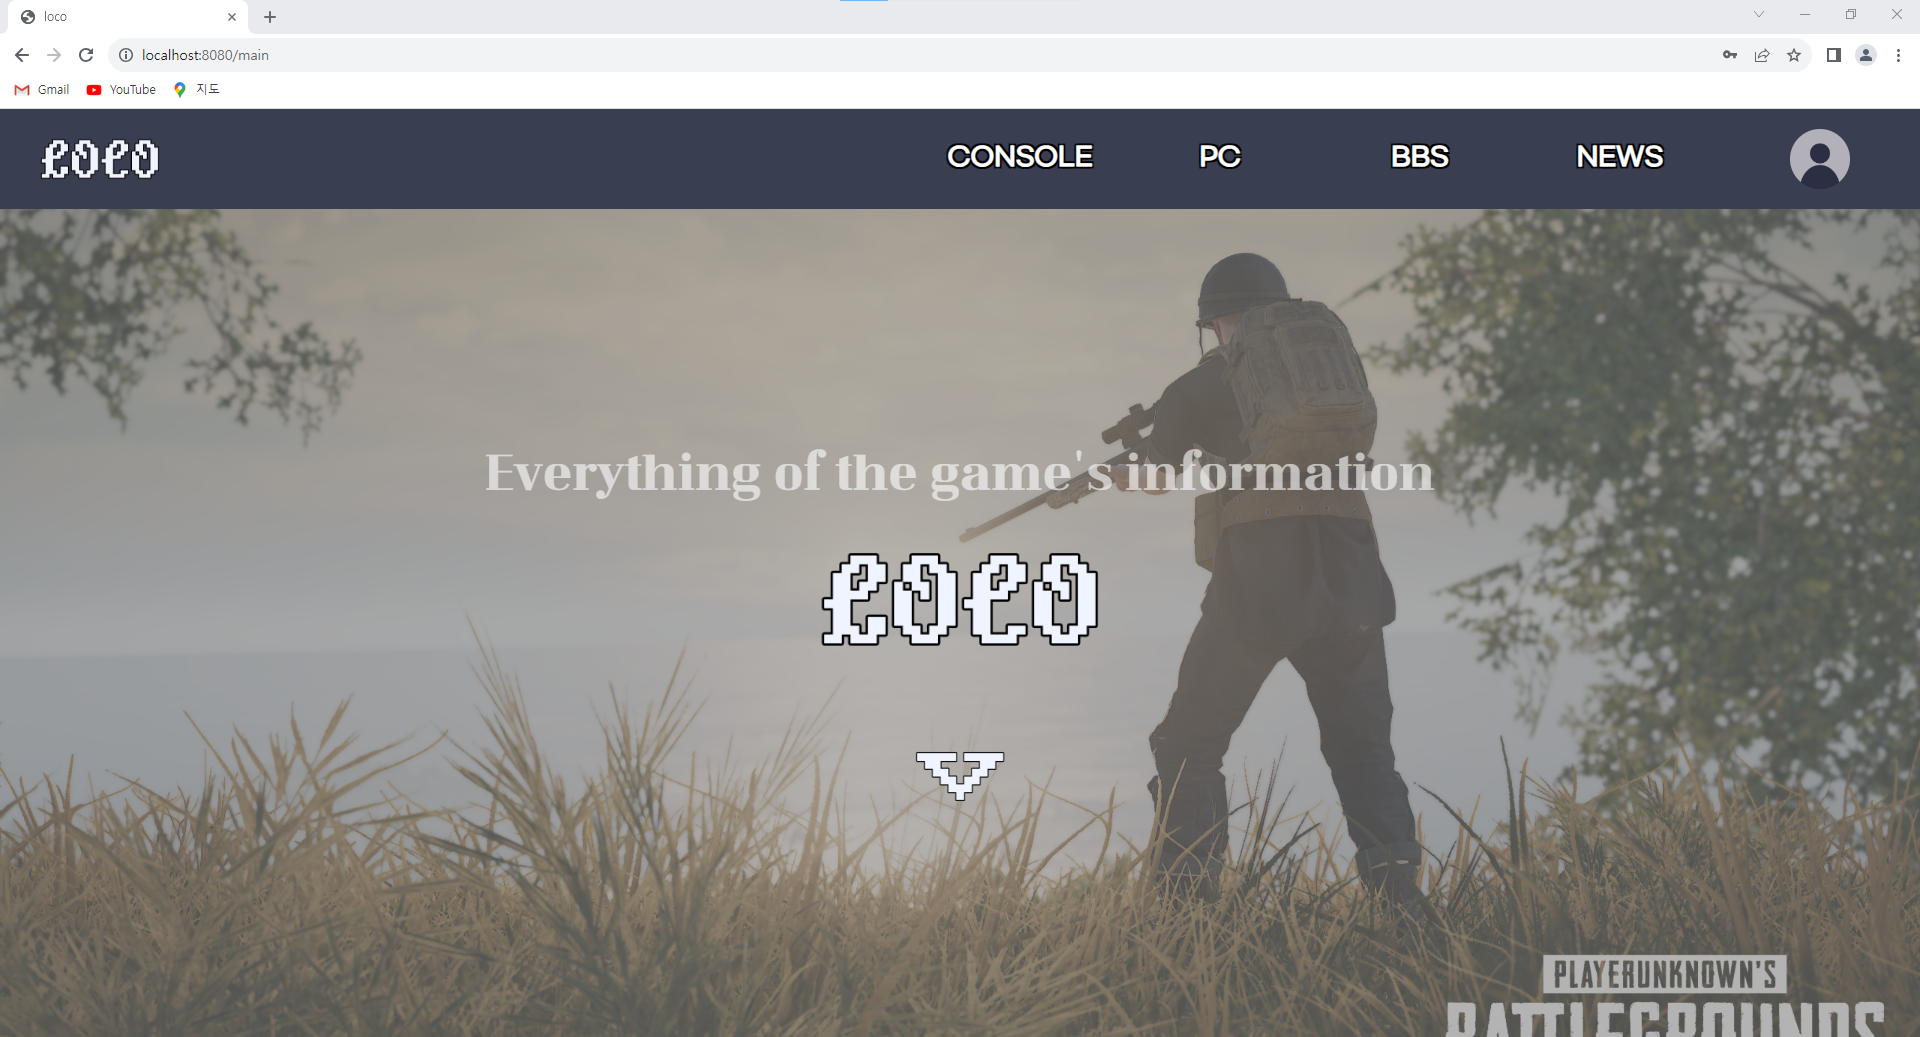 loco
localhost:8080/main
Gmail YouTube 지도
LOCO CONSOLE PC BBS NEWS
Everything of the game's information
LOCO
PLAYERUNKNOWN'S
BATTLEGROUNDS